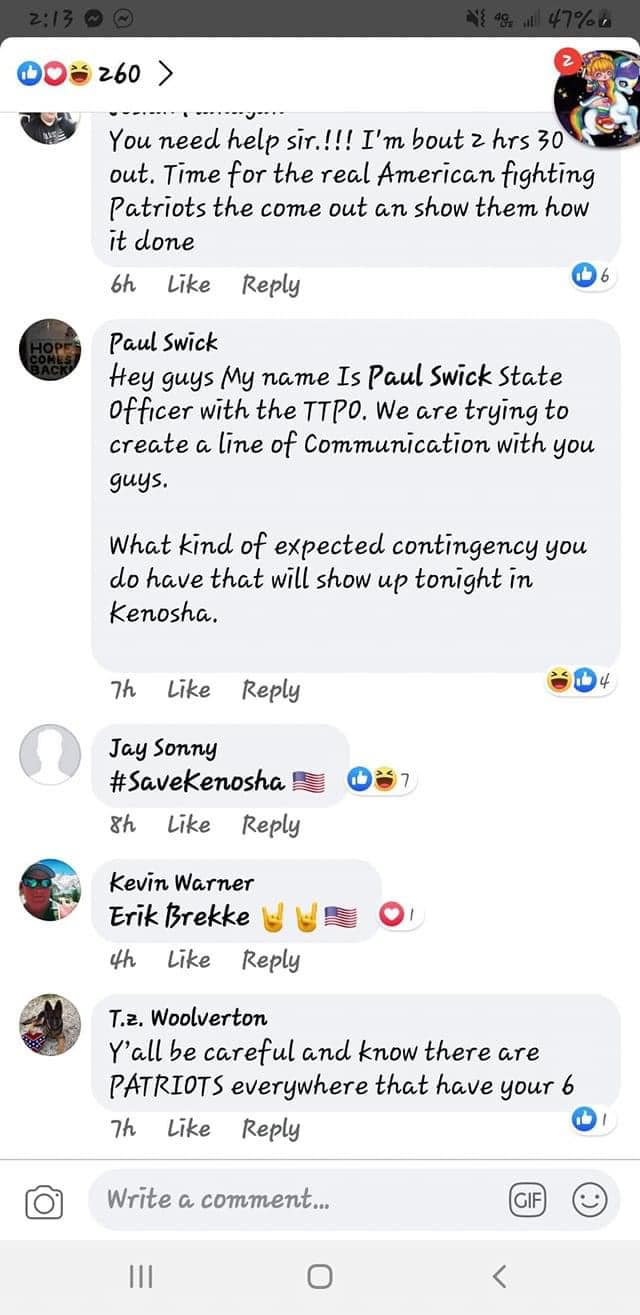 2:13 4G 47%
260 >
2
You need help sir.!!! I'm bout 2 hrs 30
out. Time for the real American fighting
Patriots the come out an show them how
it done
6h Like Reply 6
HOPE
COMES
BACK
Paul Swick
Hey guys My name Is Paul Swick State
Officer with the TTPO. We are trying to
create a line of Communication with you
guys.
What kind of expected contingency you
do have that will show up tonight in
Kenosha.
7h Like Reply 4
Jay Sonny
#SaveKenosha 🇺🇸 7
8h Like Reply
Kevin Warner
Erik Brekke 🤘🤘🇺🇸 1
4h Like Reply
T.z. Woolverton
Y'all be careful and know there are
PATRIOTS everywhere that have your 6
7h Like Reply 1
Write a comment... GIF